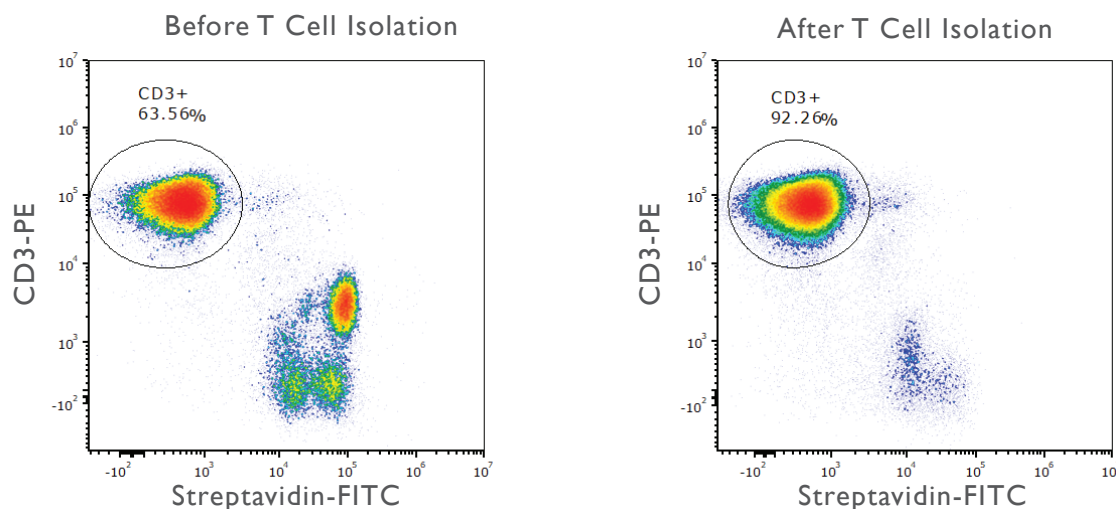 Before T Cell Isolation
CD3+
63.56%
10⁷
10⁶
10⁵
10⁴
10³
-10²
CD3-PE
-10² 10³ 10⁴ 10⁵ 10⁶ 10⁷
Streptavidin-FITC
After T Cell Isolation
CD3+
92.26%
10⁷
10⁶
10⁵
10⁴
10³
-10²
CD3-PE
-10² 10³ 10⁴ 10⁵ 10⁶ 10
Streptavidin-FITC